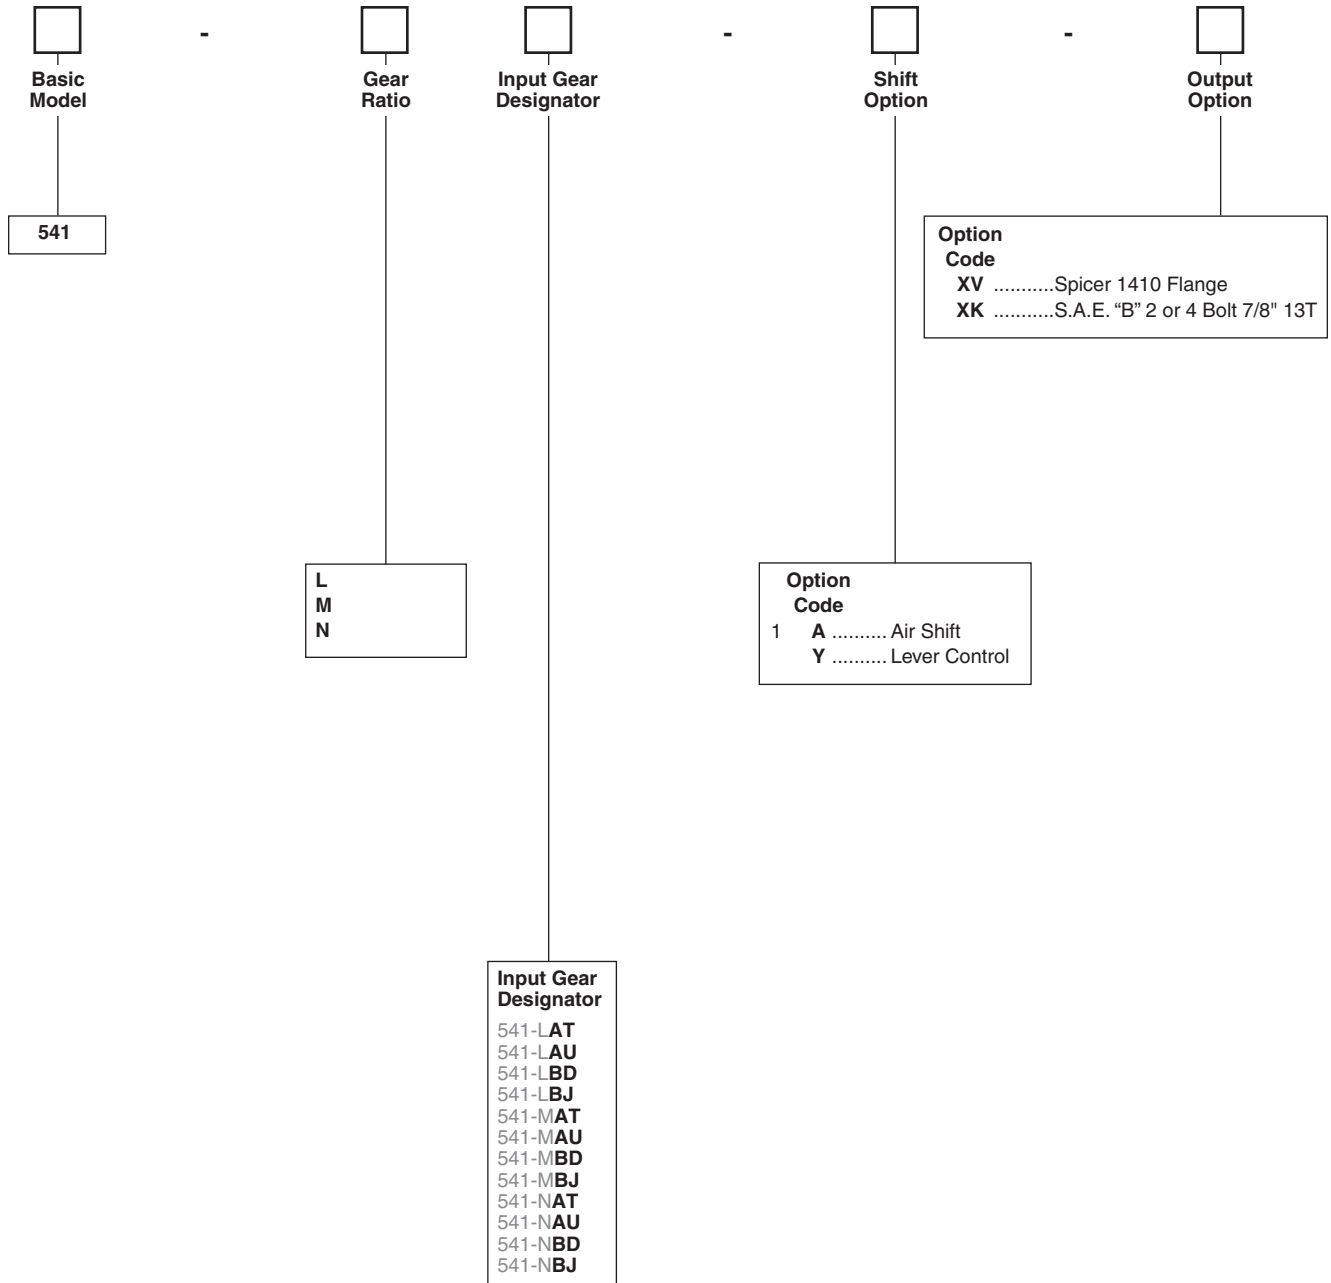 - - -
Basic
Model
Gear
Ratio
Input Gear
Designator
Shift
Option
Output
Option
541
Option
Code
XV ...........Spicer 1410 Flange
XK ...........S.A.E. “B” 2 or 4 Bolt 7/8" 13T
L
M
N
Option
Code
1 A .......... Air Shift
Y .......... Lever Control
Input Gear
Designator
541-LAT
541-LAU
541-LBD
541-LBJ
541-MAT
541-MAU
541-MBD
541-MBJ
541-NAT
541-NAU
541-NBD
541-NBJ